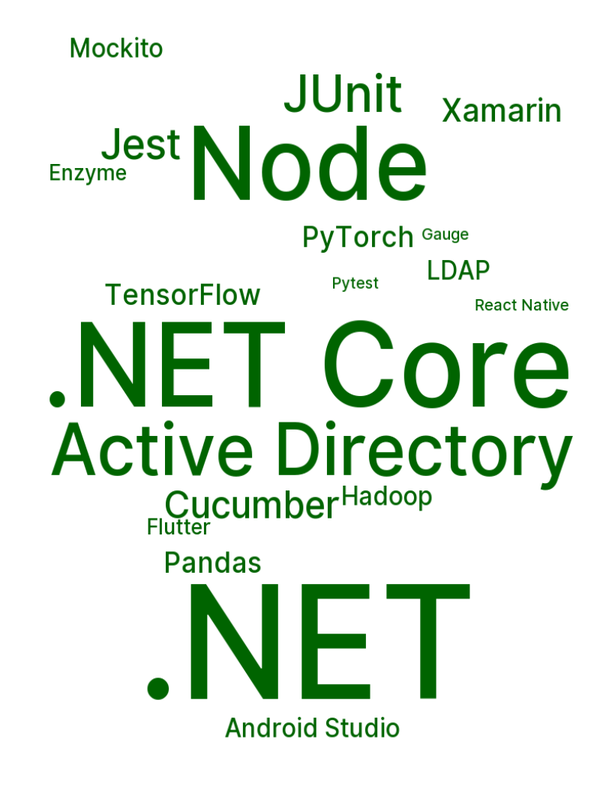 Mockito
JUnit
Xamarin
Jest
Node
Enzyme
PyTorch
Gauge
LDAP
Pytest
TensorFlow
React Native
.NET Core
Active Directory
Cucumber
Hadoop
Flutter
Pandas
.NET
Android Studio